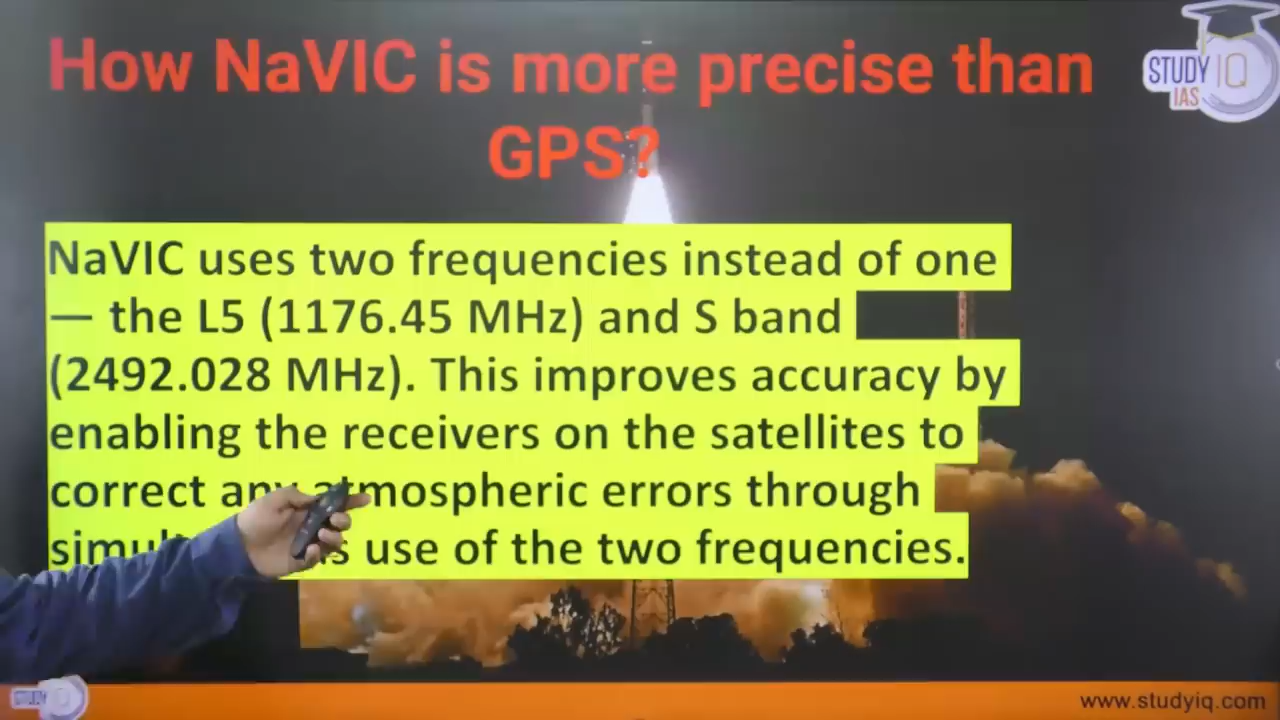 How NaVIC is more precise than
GPS?
STUDY IQ
IAS
NaVIC uses two frequencies instead of one
— the L5 (1176.45 MHz) and S band
(2492.028 MHz). This improves accuracy by
enabling the receivers on the satellites to
correct any atmospheric errors through
use of the two frequencies.
STUDY
www.studyiq.com